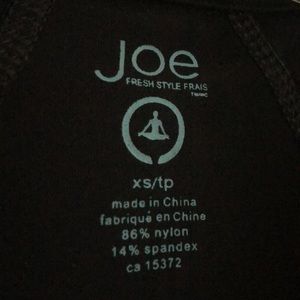 Joe
FRESH STYLE FRAIS
xs/tp
made in China
fabriqué en Chine
86% nylon
14% spandex
ca 15372